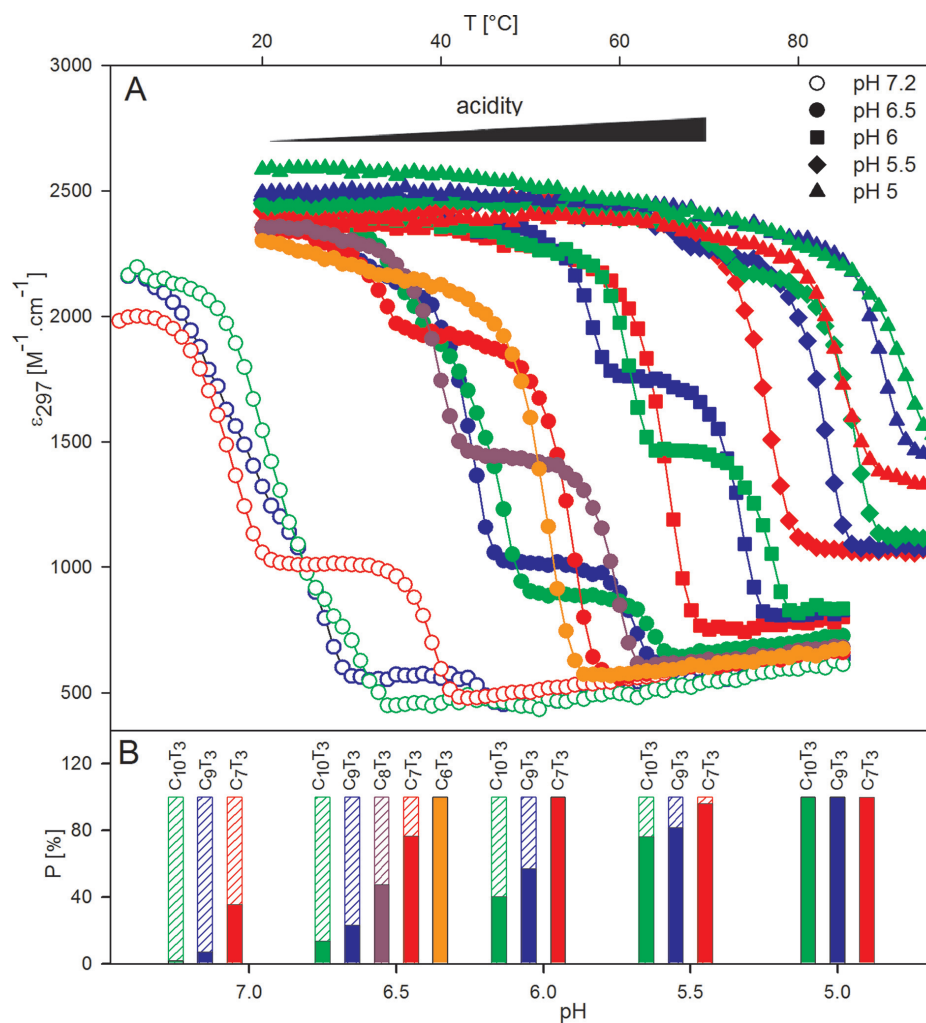 T [°C]
20 40 60 80
3000
A
acidity
pH 7.2
pH 6.5
pH 6
pH 5.5
pH 5
2500
2000
1500
1000
500
ε297 [M⁻¹.cm⁻¹]
B
C10T3 C9T3 C7T3 C10T3 C9T3 C8T3 C7T3 C6T3 C10T3 C9T3 C7T3 C10T3 C9T3 C7T3 C10T3 C9T3 C7T3
120
80
40
0
P [%]
7.0 6.5 6.0 5.5 5.0
pH